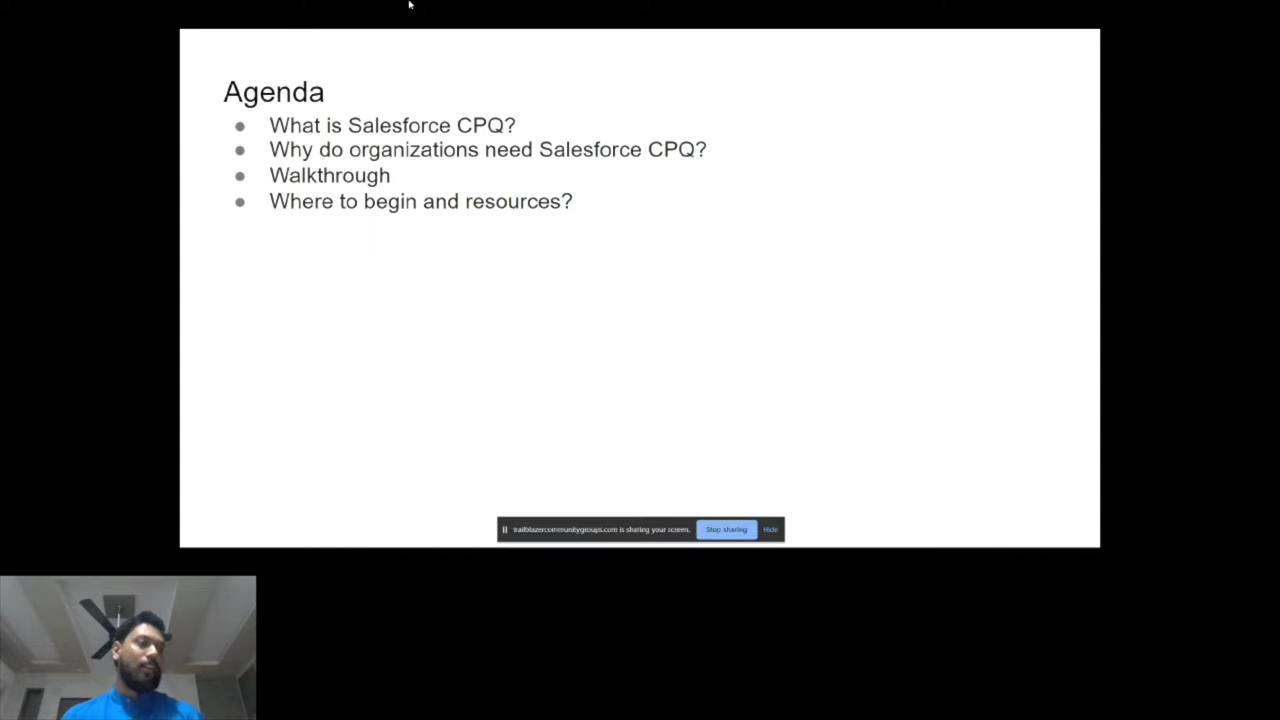 Agenda
● What is Salesforce CPQ?
● Why do organizations need Salesforce CPQ?
● Walkthrough
● Where to begin and resources?
trailblazercommunitygroups.com is sharing your screen. Stop sharing Hide